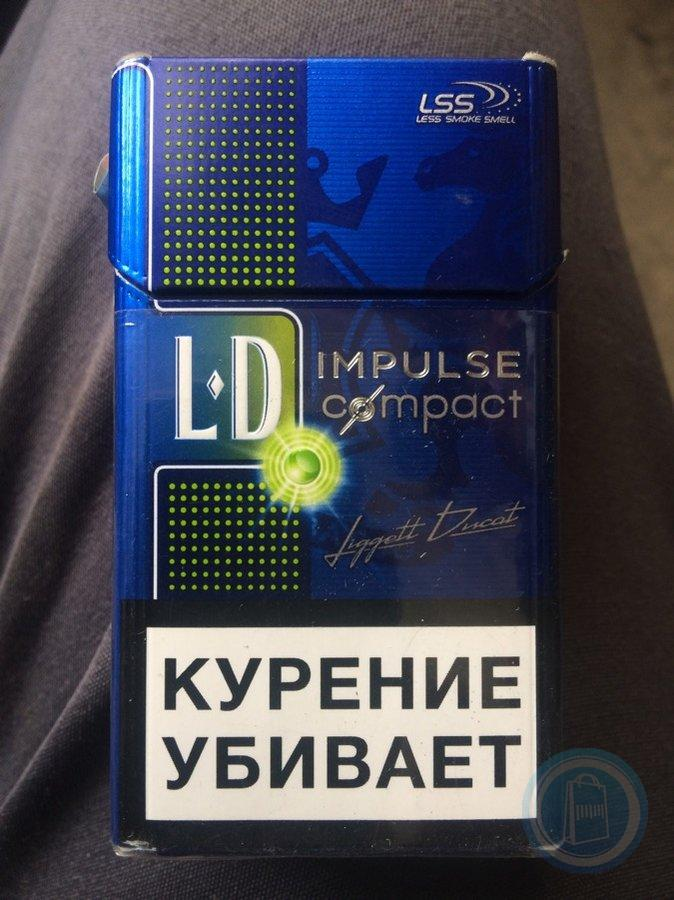 LSS
LESS SMOKE SMELL
L·D
IMPULSE
compact
Liggett Ducat
КУРЕНИЕ
УБИВАЕТ